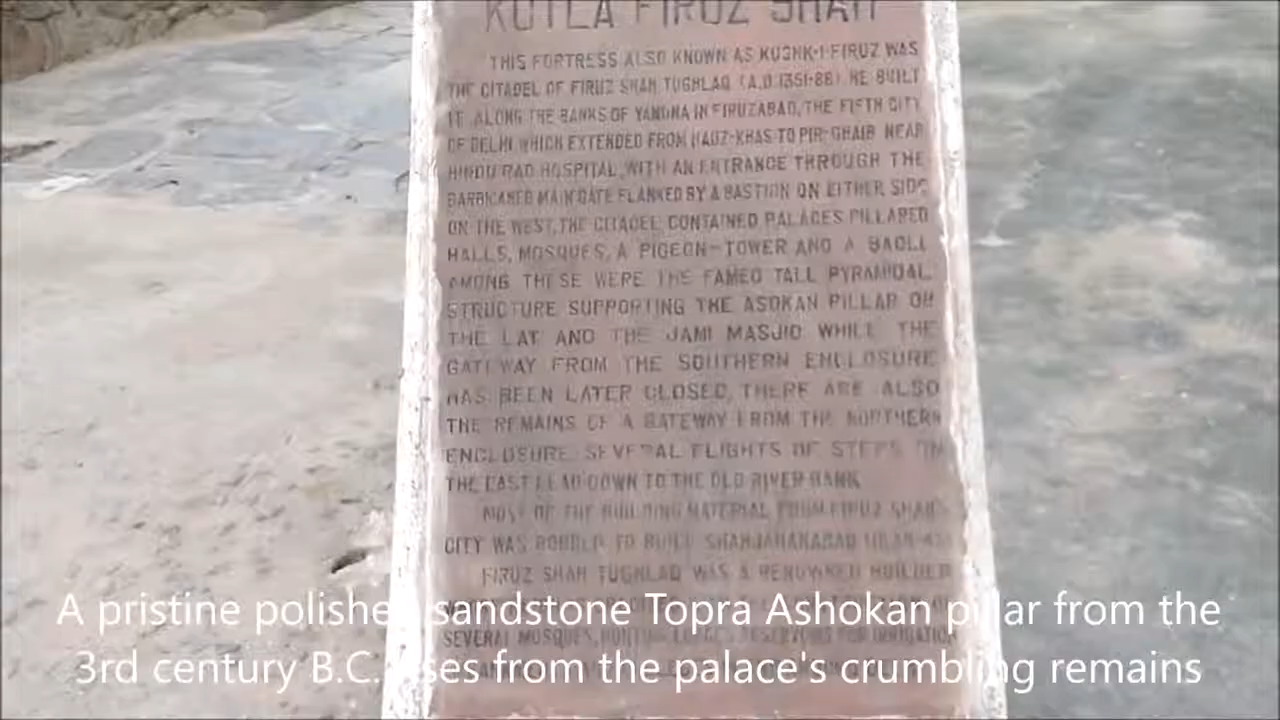 KOTLA FIRUZ SHAH
THIS FORTRESS ALSO KNOWN AS KUSHK-I-FIRUZ WAS
THE CITADEL OF FIRUZ SHAH TUGHLAQ (A.D. 1351-88) HE BUILT
IT ALONG THE BANKS OF YAMUNA IN FIRUZABAD, THE FIFTH CITY
OF DELHI WHICH EXTENDED FROM HAUZ-KHAS TO PIR-GHAIB NEAR
HINDU RAO HOSPITAL, WITH AN ENTRANCE THROUGH THE
BARBICANED MAIN GATE FLANKED BY A BASTION ON EITHER SIDE
ON THE WEST, THE CITADEL CONTAINED PALACES PILLARED
HALLS, MOSQUES, A PIGEON-TOWER AND A BAOLI
AMONG THESE WERE THE FAMED TALL PYRAMIDAL
STRUCTURE SUPPORTING THE ASOKAN PILLAR OR
THE LAT AND THE JAMI MASJID WHILE THE
GATEWAY FROM THE SOUTHERN ENCLOSURE
HAS BEEN LATER CLOSED, THERE ARE ALSO
THE REMAINS OF A GATEWAY FROM THE NORTHERN
ENCLOSURE SEVERAL FLIGHTS OF STEPS ON
THE EAST LEAD DOWN TO THE OLD RIVER BANK
MOST OF THE BUILDING MATERIAL FROM FIRUZ SHAH'S
CITY WAS ROBBED TO BUILD SHAHJAHANABAD
FIRUZ SHAH TUGHLAQ WAS A RENOWNED BUILDER
SEVERAL MOSQUES, HUNTING LODGES RESERVOIRS FOR IRRIGATION
A pristine polished sandstone Topra Ashokan pillar from the
3rd century B.C. rises from the palace's crumbling remains